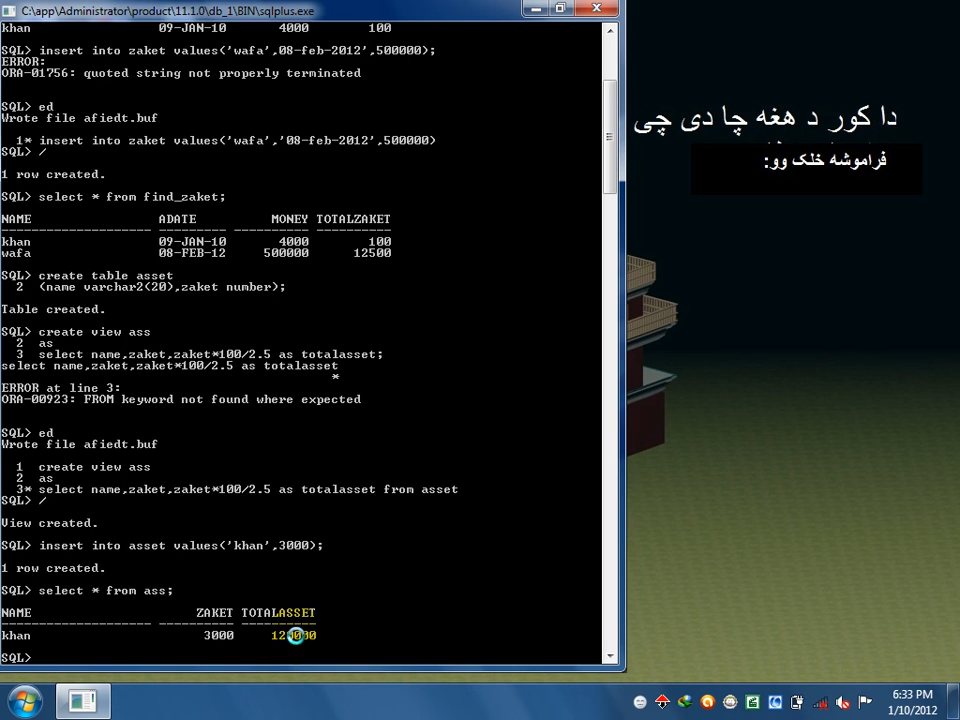 C:\app\Administrator\product\11.1.0\db_1\BIN\sqlplus.exe
khan 09-JAN-10 4000 100
SQL> insert into zaket values('wafa',08-feb-2012',500000);
ERROR:
ORA-01756: quoted string not properly terminated
SQL> ed
Wrote file afiedt.buf
1* insert into zaket values('wafa','08-feb-2012',500000)
SQL> /
1 row created.
SQL> select * from find_zaket;
NAME ADATE MONEY TOTALZAKET
-------------------- --------- ---------- ----------
khan 09-JAN-10 4000 100
wafa 08-FEB-12 500000 12500
SQL> create table asset
2 (name varchar2(20),zaket number);
Table created.
SQL> create view ass
2 as
3 select name,zaket,zaket*100/2.5 as totalasset;
select name,zaket,zaket*100/2.5 as totalasset
*
ERROR at line 3:
ORA-00923: FROM keyword not found where expected
SQL> ed
Wrote file afiedt.buf
1 create view ass
2 as
3* select name,zaket,zaket*100/2.5 as totalasset from asset
SQL> /
View created.
SQL> insert into asset values('khan',3000);
1 row created.
SQL> select * from ass;
NAME ZAKET TOTALASSET
-------------------- ---------- ----------
khan 3000
SQL>
دا کور د هغه چا دی چی
فراموشه خلک وو:
6:33 PM
1/10/2012